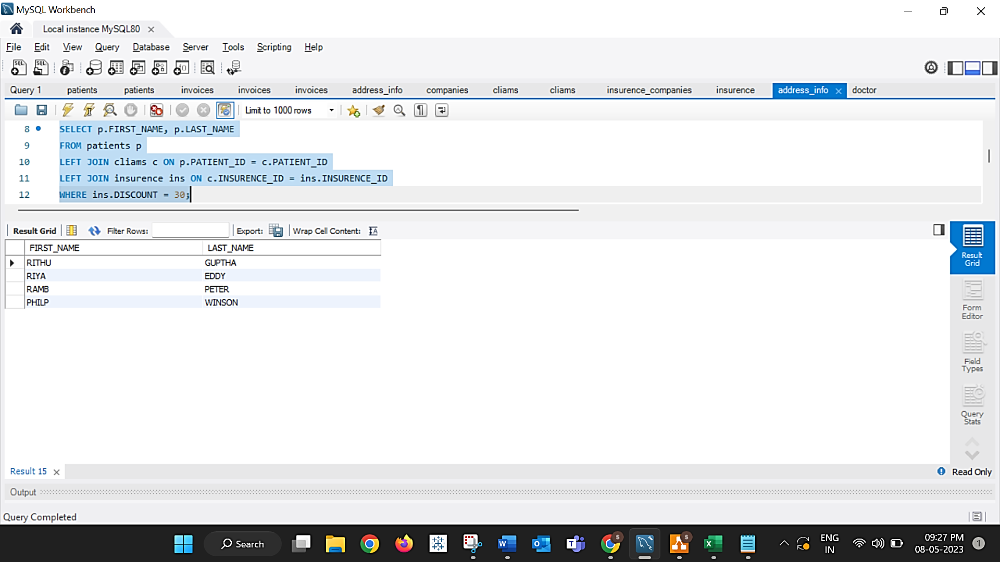 MySQL Workbench
Local instance MySQL80
File Edit View Query Database Server Tools Scripting Help
Query 1 patients patients invoices invoices invoices address_info companies cliams cliams insurence_companies insurence address_info doctor
Limit to 1000 rows
8 SELECT p.FIRST_NAME, p.LAST_NAME
9 FROM patients p
10 LEFT JOIN cliams c ON p.PATIENT_ID = c.PATIENT_ID
11 LEFT JOIN insurence ins ON c.INSURENCE_ID = ins.INSURENCE_ID
12 WHERE ins.DISCOUNT = 30;
Result Grid Filter Rows: Export: Wrap Cell Content:
FIRST_NAME LAST_NAME
RITHU GUPTHA
RIYA EDDY
RAMB PETER
PHILP WINSON
Result
Grid
Form
Editor
Field
Types
Query
Stats
Result 15
Read Only
Output
Query Completed
Search
ENG
IN
09:27 PM
08-05-2023
1